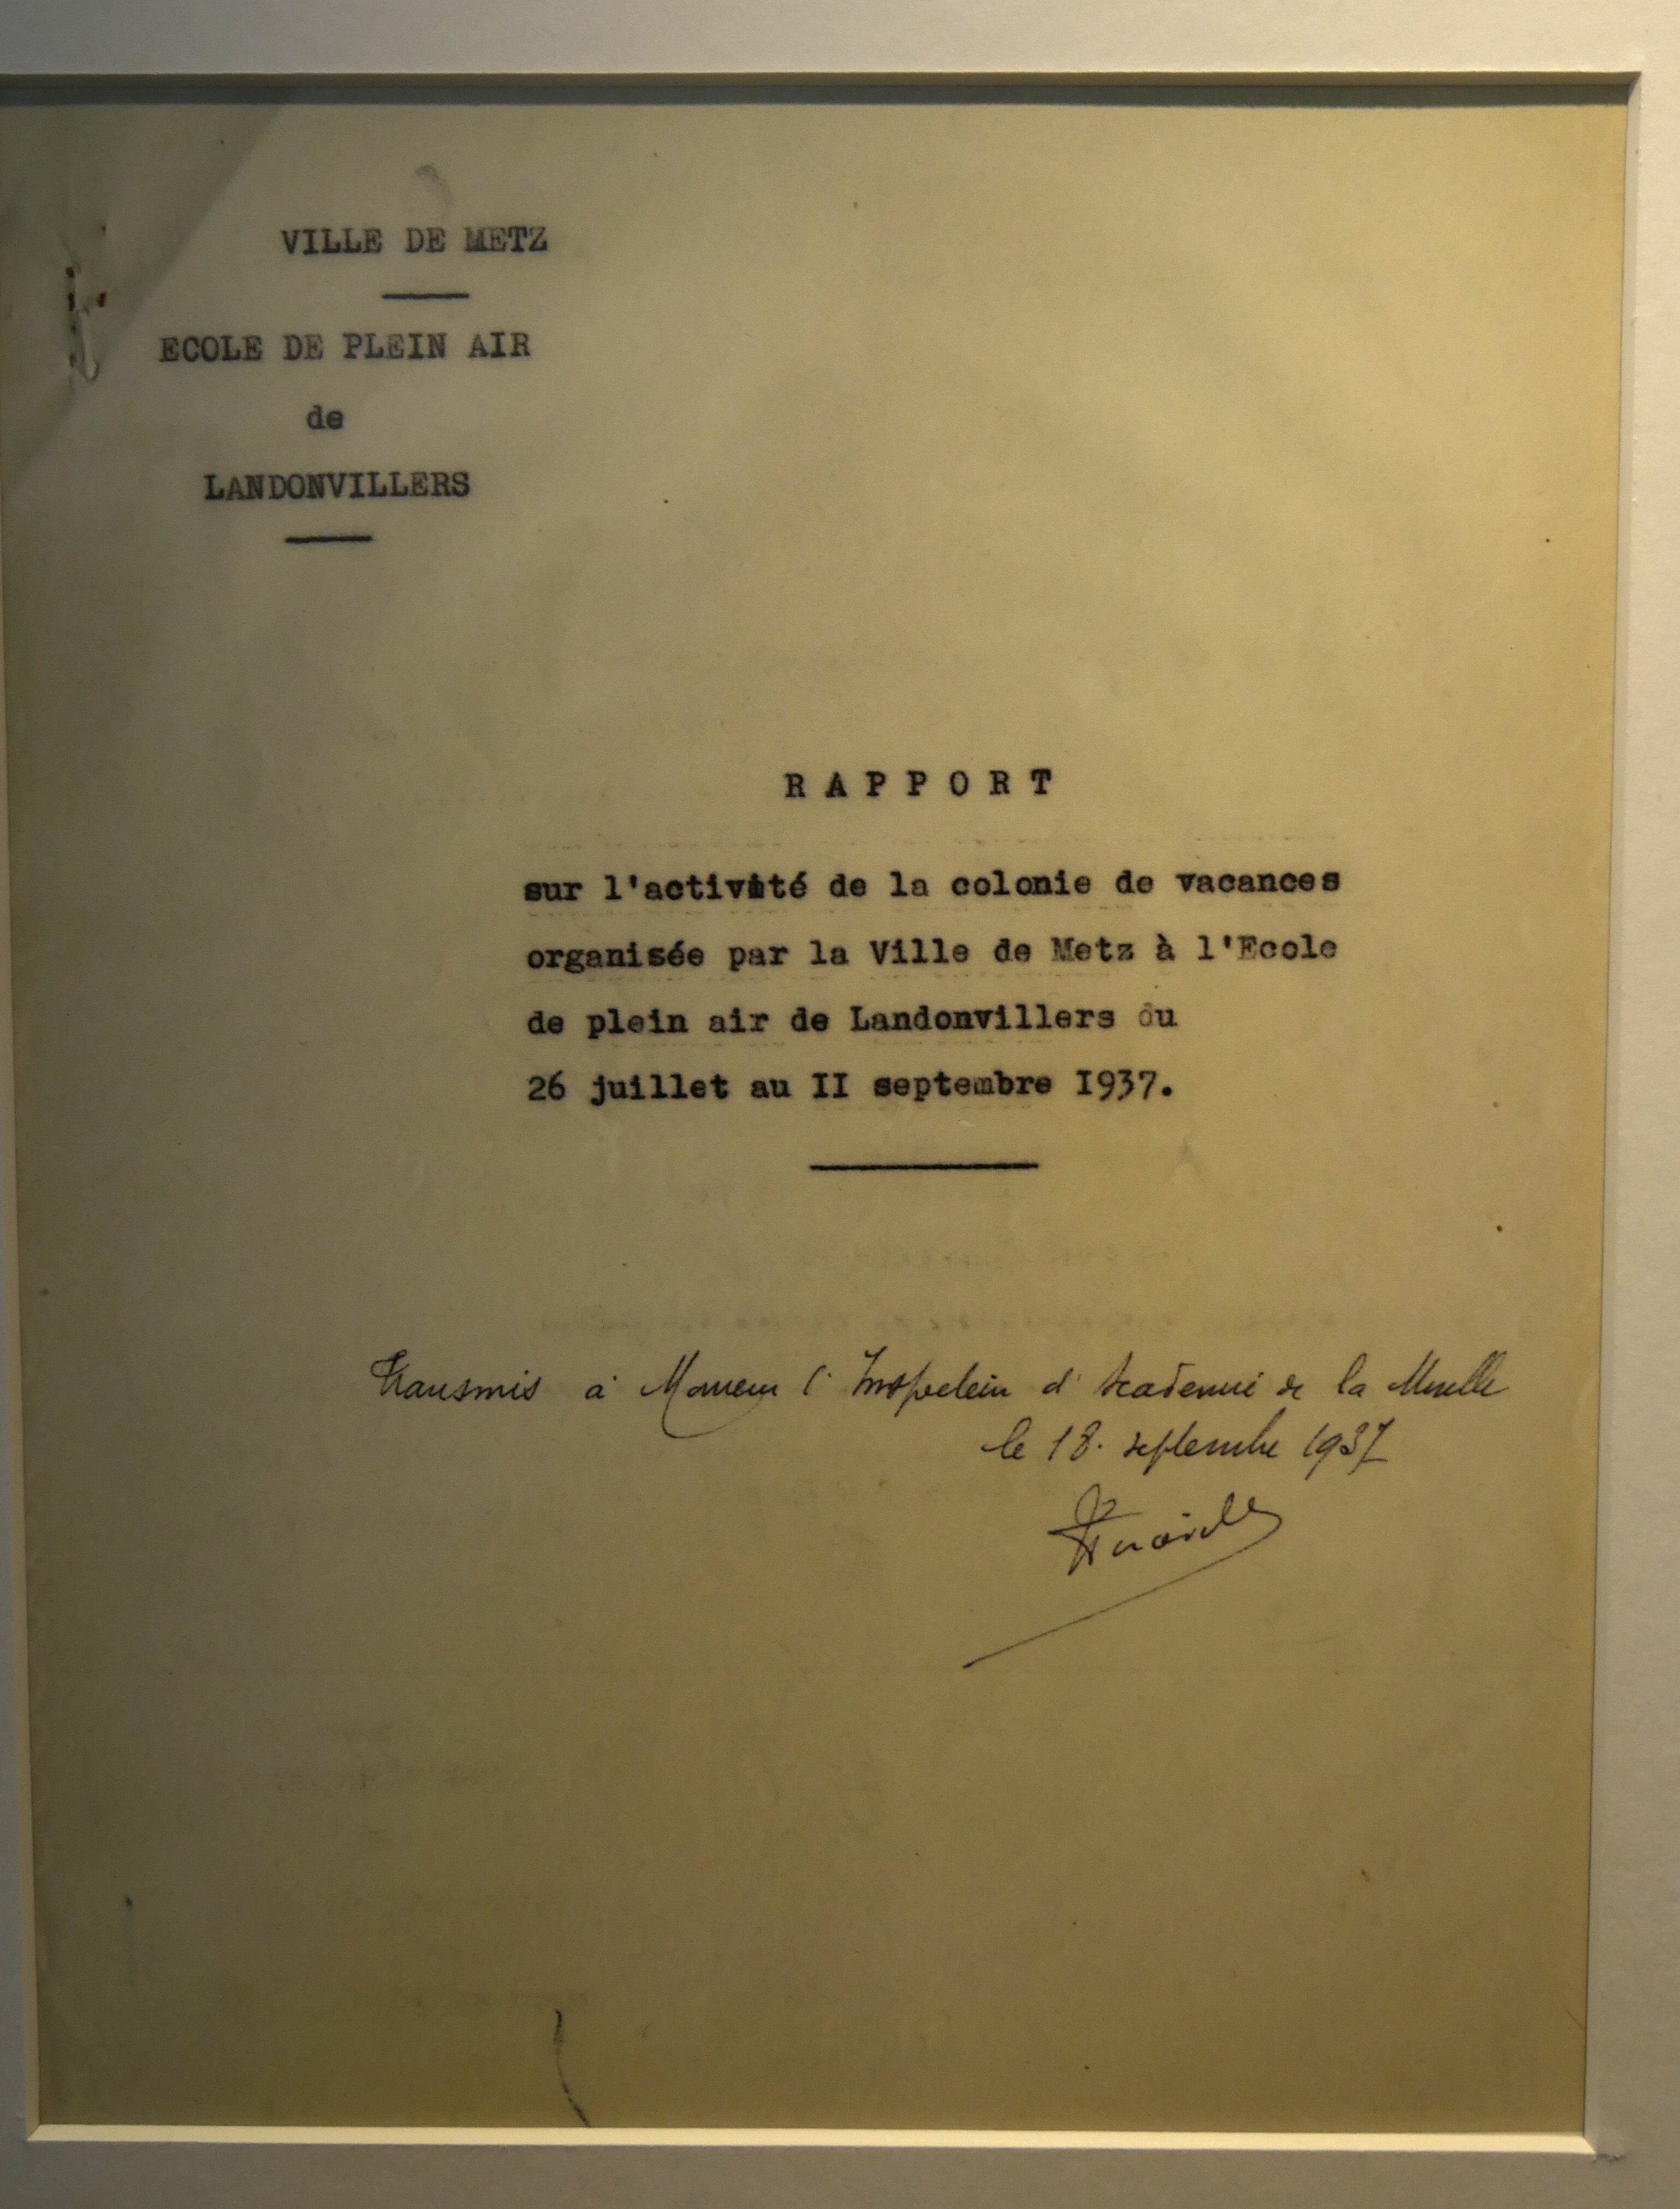 VILLE DE METZ
ECOLE DE PLEIN AIR
de
LANDONVILLERS
RAPPORT
sur l'activité de la colonie de vacances
organisée par la Ville de Metz à l'Ecole
de plein air de Landonvillers du
26 juillet au II septembre I937.
Transmis à Monsieur l'Inspecteur d'Académie de la Moselle
le 18 septembre 1937